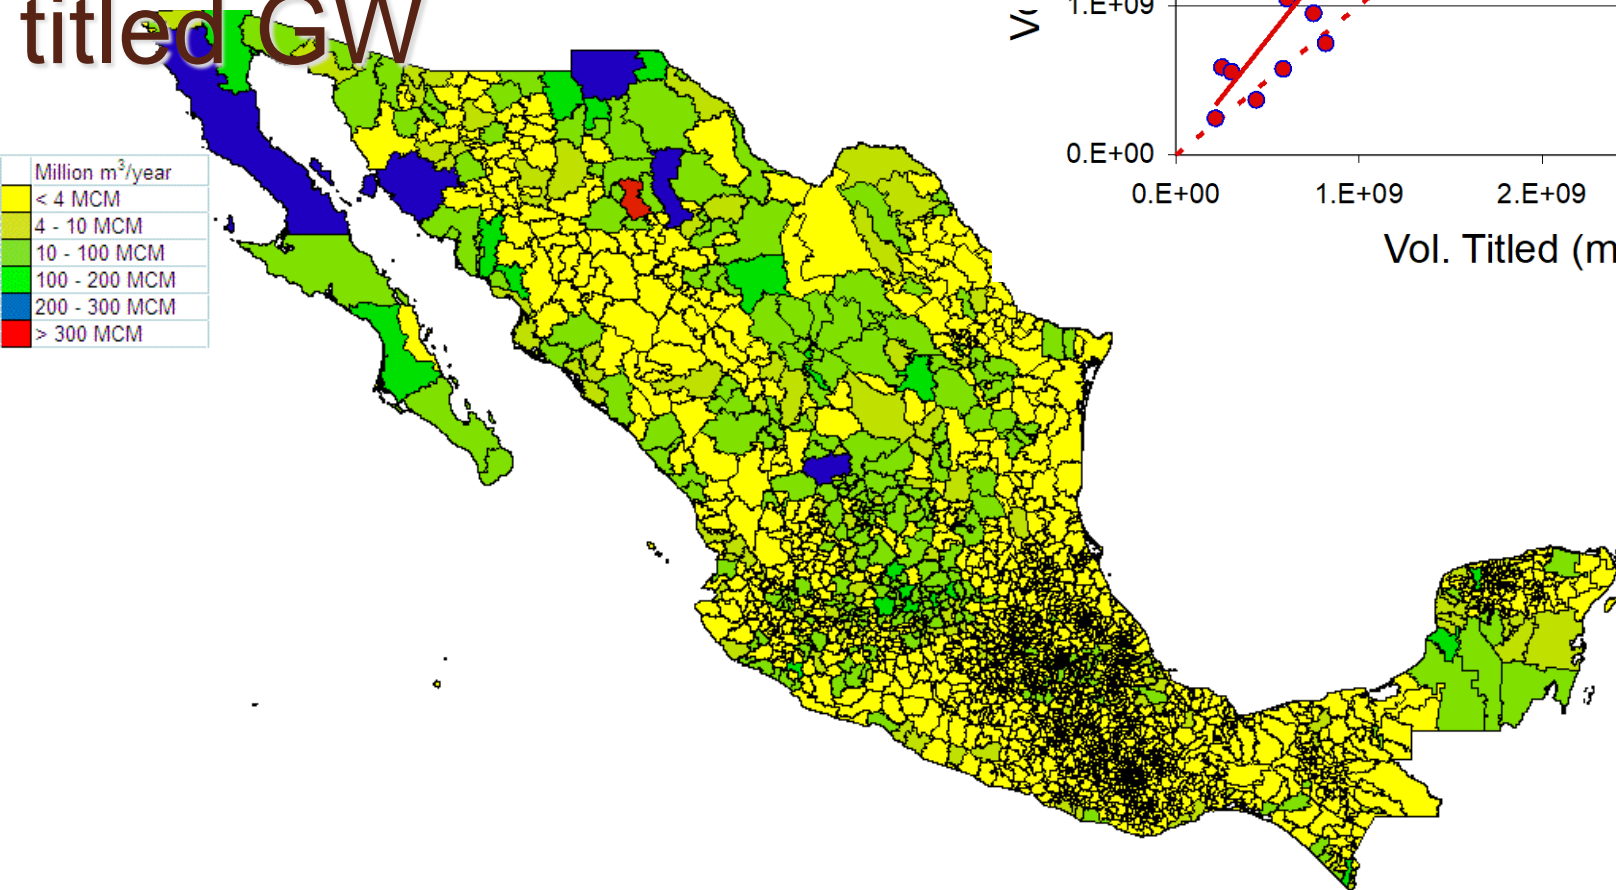 titled GW
Million m³/year
< 4 MCM
4 - 10 MCM
10 - 100 MCM
100 - 200 MCM
200 - 300 MCM
> 300 MCM
Vo
1.E+09
0.E+00
0.E+00 1.E+09 2.E+09
Vol. Titled (m